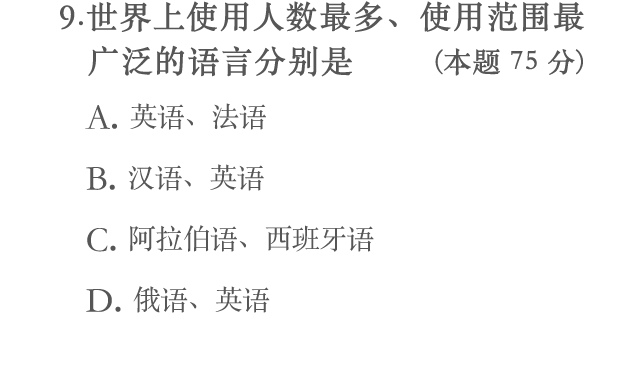 9.世界上使用人数最多、使用范围最
广泛的语言分别是 (本题 75 分)
A. 英语、法语
B. 汉语、英语
C. 阿拉伯语、西班牙语
D. 俄语、英语